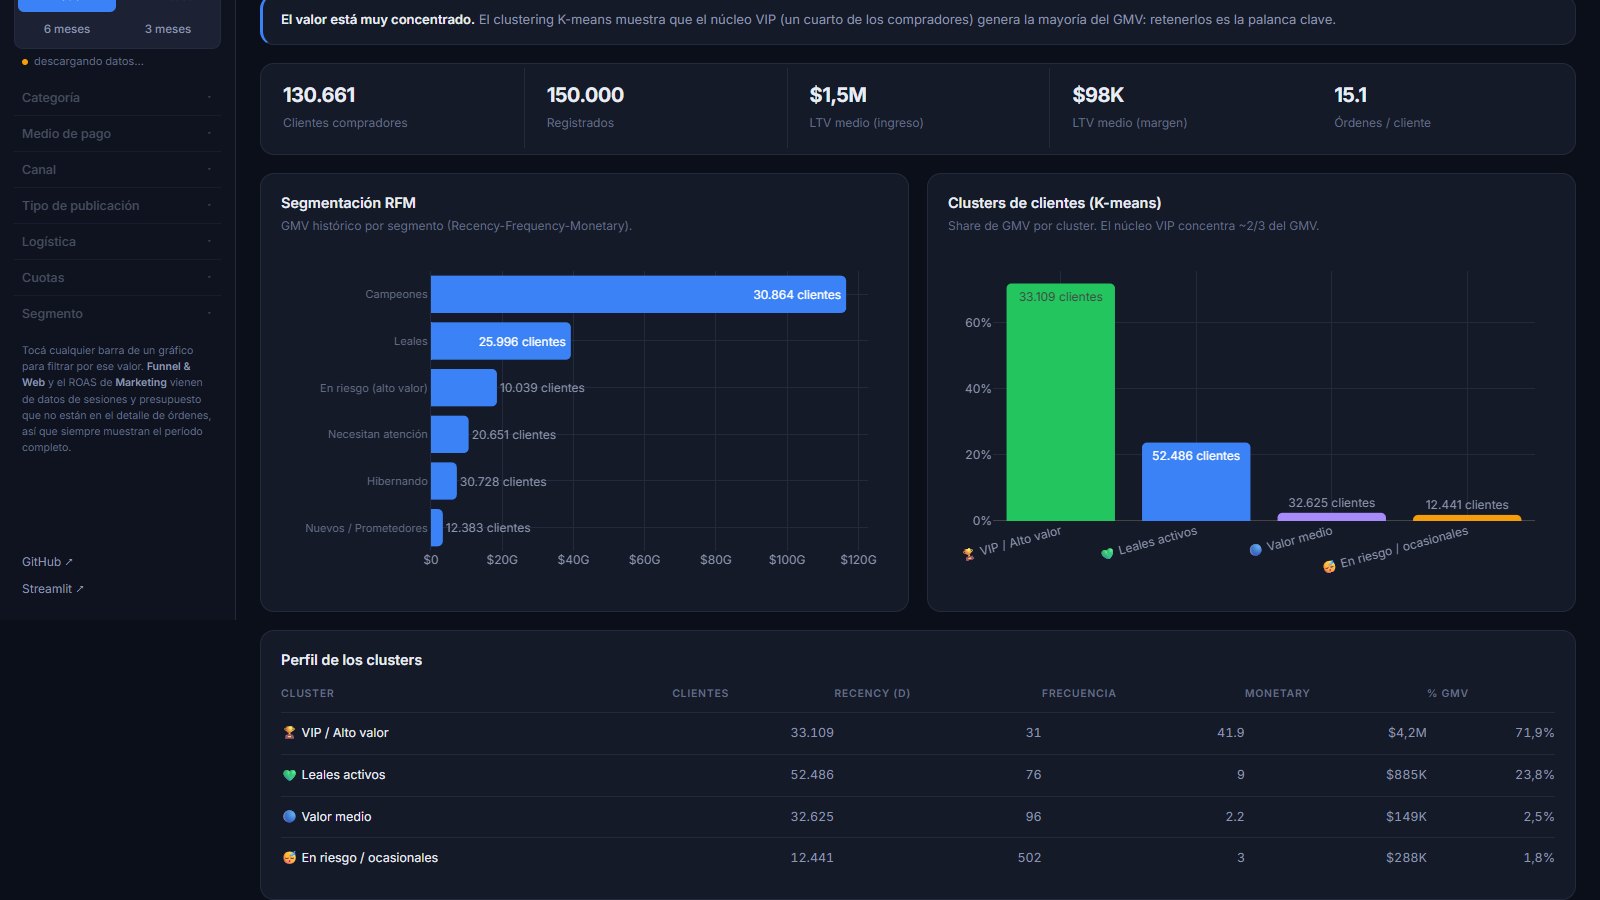 6 meses
3 meses
descargando datos...
Categoría
Medio de pago
Canal
Tipo de publicación
Logística
Cuotas
Segmento
Tocá cualquier barra de un gráfico
para filtrar por ese valor. Funnel &
Web y el ROAS de Marketing vienen
de datos de sesiones y presupuesto
que no están en el detalle de órdenes,
así que siempre muestran el período
completo.
GitHub ↗
Streamlit ↗
El valor está muy concentrado. El clustering K-means muestra que el núcleo VIP (un cuarto de los compradores) genera la mayoría del GMV: retenerlos es la palanca clave.
130.661
Clientes compradores
150.000
Registrados
$1,5M
LTV medio (ingreso)
$98K
LTV medio (margen)
15.1
Órdenes / cliente
Segmentación RFM
GMV histórico por segmento (Recency-Frequency-Monetary).
Campeones 30.864 clientes
Leales 25.996 clientes
En riesgo (alto valor) 10.039 clientes
Necesitan atención 20.651 clientes
Hibernando 30.728 clientes
Nuevos / Prometedores 12.383 clientes
$0 $20G $40G $60G $80G $100G $120G
Clusters de clientes (K-means)
Share de GMV por cluster. El núcleo VIP concentra ~2/3 del GMV.
60%
40%
20%
0%
33.109 clientes
52.486 clientes
32.625 clientes
12.441 clientes
🏆 VIP / Alto valor
💚 Leales activos
🔵 Valor medio
😴 En riesgo / ocasionales
Perfil de los clusters
CLUSTER CLIENTES RECENCY (D) FRECUENCIA MONETARY % GMV
🏆 VIP / Alto valor 33.109 31 41.9 $4,2M 71,9%
💚 Leales activos 52.486 76 9 $885K 23,8%
🔵 Valor medio 32.625 96 2.2 $149K 2,5%
😴 En riesgo / ocasionales 12.441 502 3 $288K 1,8%